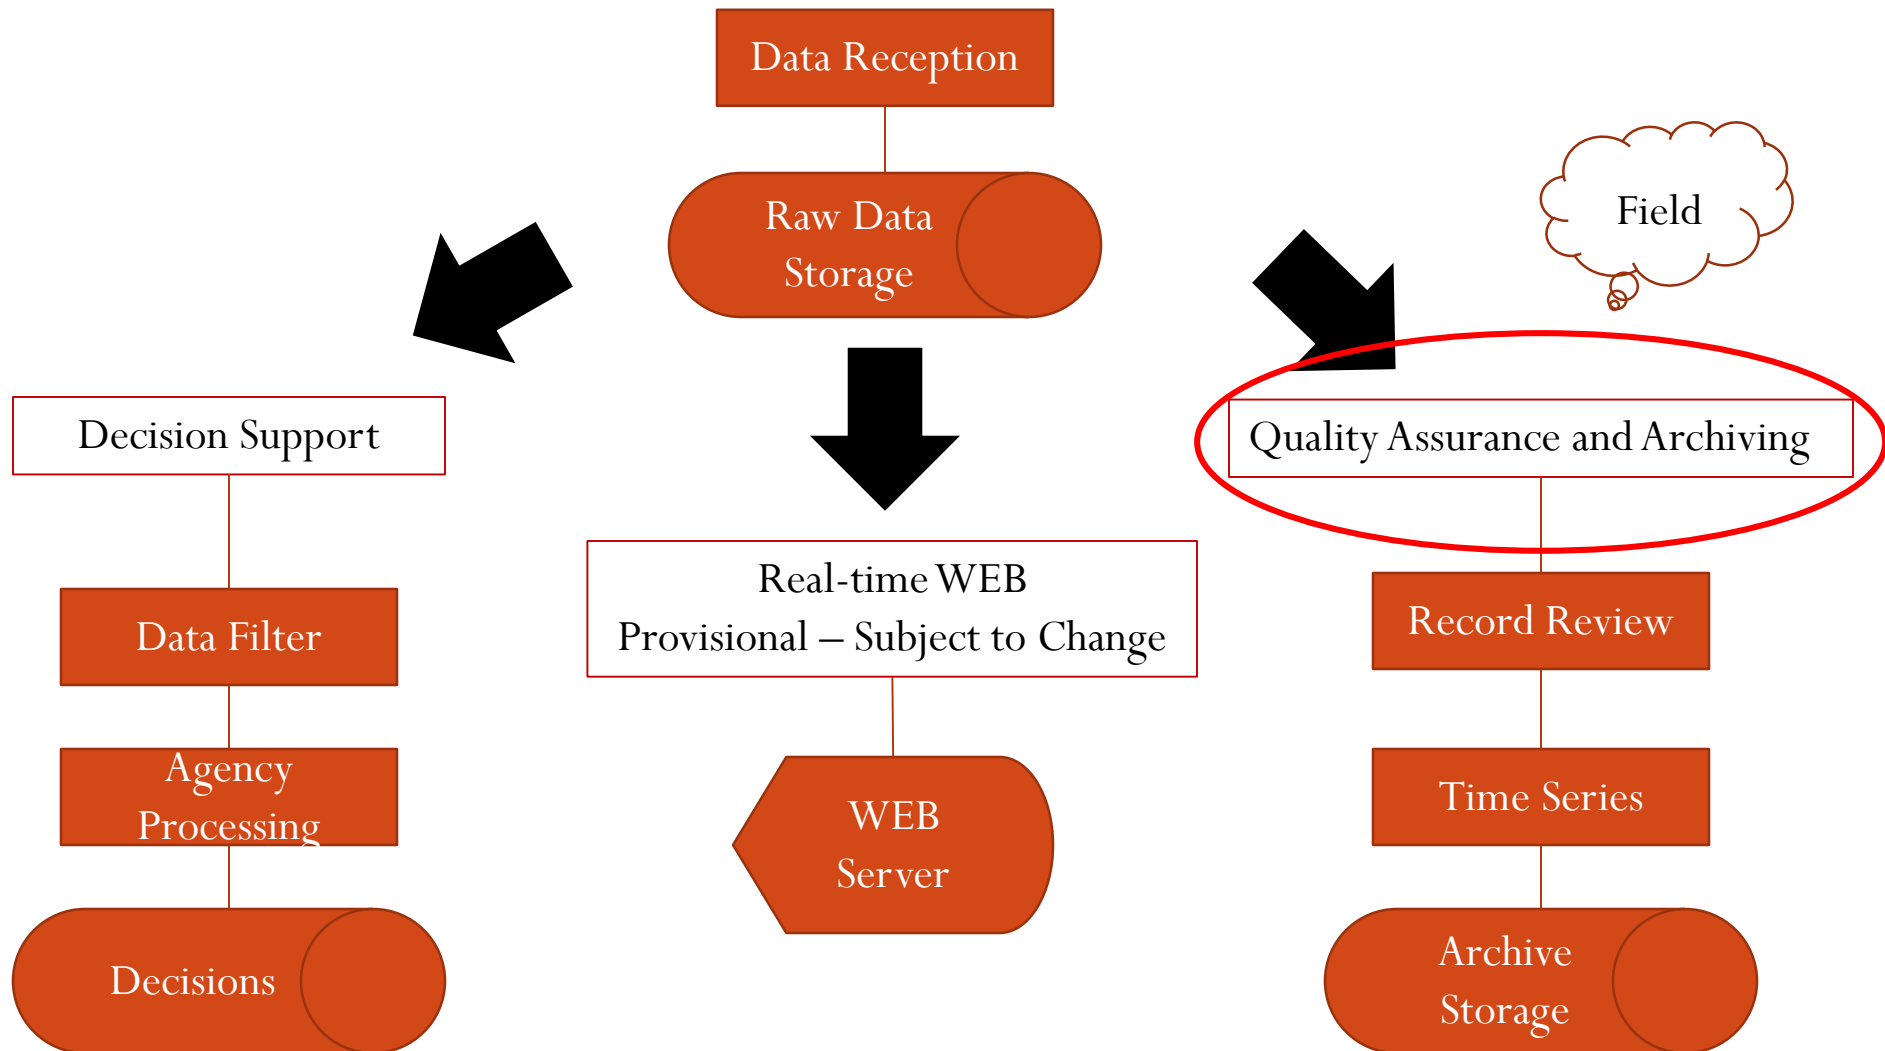 Data Reception
Raw Data
Storage
Field
Decision Support
Quality Assurance and Archiving
Real-time WEB
Provisional – Subject to Change
Data Filter
Record Review
Agency
Processing
WEB
Server
Time Series
Decisions
Archive
Storage